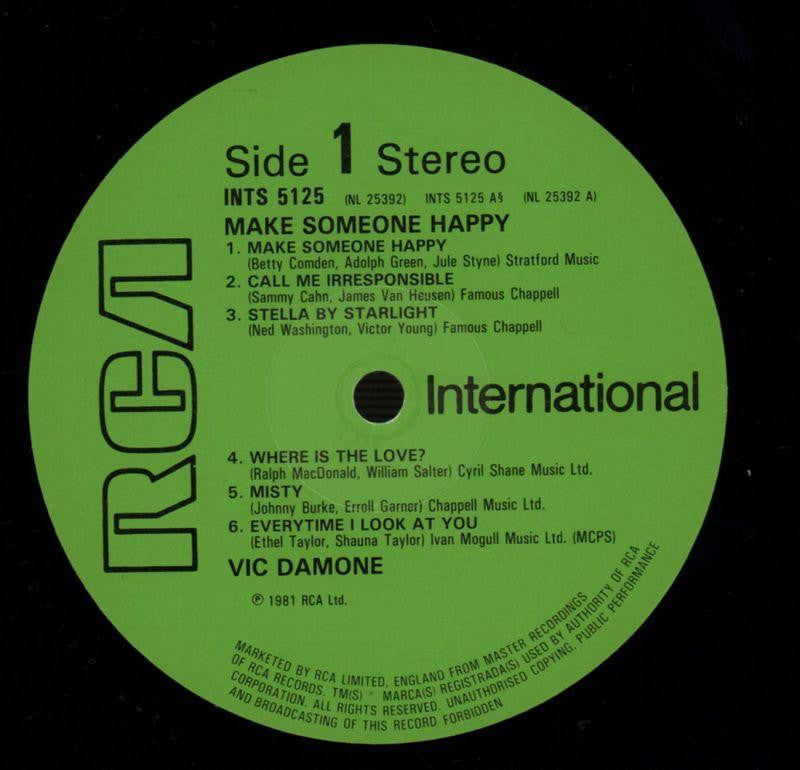 Side 1 Stereo
INTS 5125 (NL 25392) INTS 5125 A§ (NL 25392 A)
MAKE SOMEONE HAPPY
1. MAKE SOMEONE HAPPY
(Betty Comden, Adolph Green, Jule Styne) Stratford Music
2. CALL ME IRRESPONSIBLE
(Sammy Cahn, James Van Heusen) Famous Chappell
3. STELLA BY STARLIGHT
(Ned Washington, Victor Young) Famous Chappell
RCA
International
4. WHERE IS THE LOVE?
(Ralph MacDonald, William Salter) Cyril Shane Music Ltd.
5. MISTY
(Johnny Burke, Erroll Garner) Chappell Music Ltd.
6. EVERYTIME I LOOK AT YOU
(Ethel Taylor, Shauna Taylor) Ivan Mogull Music Ltd. (MCPS)
VIC DAMONE
℗ 1981 RCA Ltd.
MARKETED BY RCA LIMITED, ENGLAND FROM MASTER RECORDINGS
OF RCA RECORDS. TM(S) ® MARCA(S) REGISTRADA(S) USED BY AUTHORITY OF RCA
CORPORATION. ALL RIGHTS RESERVED. UNAUTHORISED COPYING, PUBLIC PERFORMANCE
AND BROADCASTING OF THIS RECORD FORBIDDEN